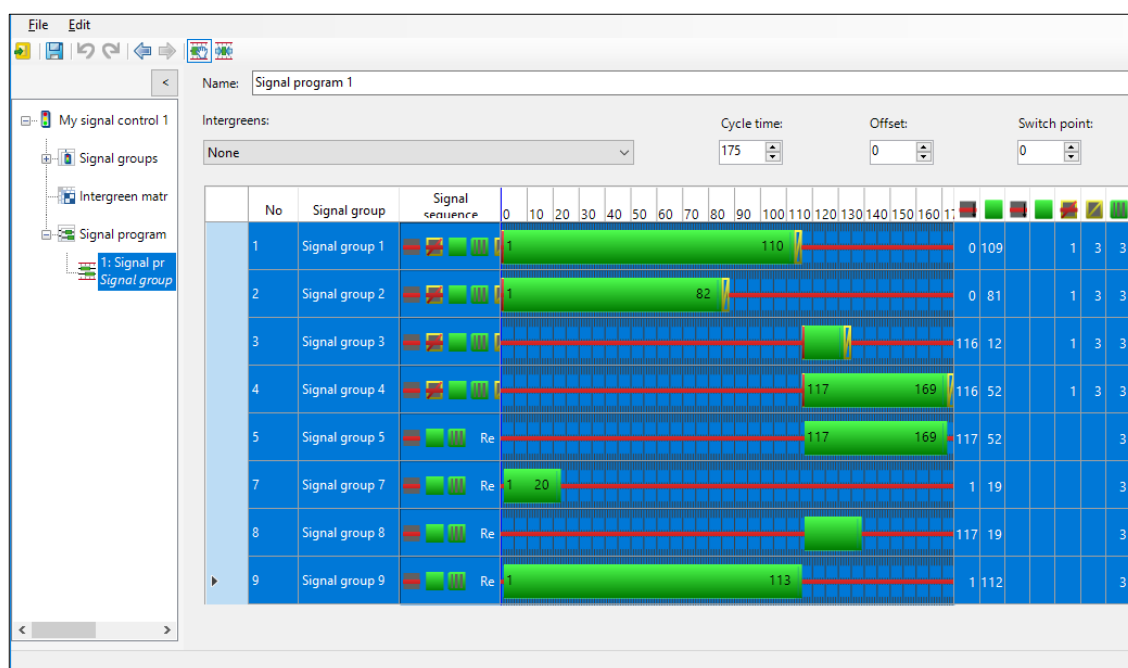 File Edit
< Name: Signal program 1
My signal control 1
Signal groups
Intergreen matr
Signal program
1: Signal pr
Signal group
Intergreens: Cycle time: Offset: Switch point:
None 175 0 0
No Signal group Signal sequence 0 10 20 30 40 50 60 70 80 90 100 110 120 130 140 150 160 17
1 Signal group 1 1 110 0 109 1 3 3
2 Signal group 2 1 82 0 81 1 3 3
3 Signal group 3 116 12 1 3 3
4 Signal group 4 117 169 116 52 1 3 3
5 Signal group 5 Re 117 169 117 52 3
7 Signal group 7 Re 1 20 1 19 3
8 Signal group 8 Re 117 19 3
9 Signal group 9 Re 1 113 1 112 3